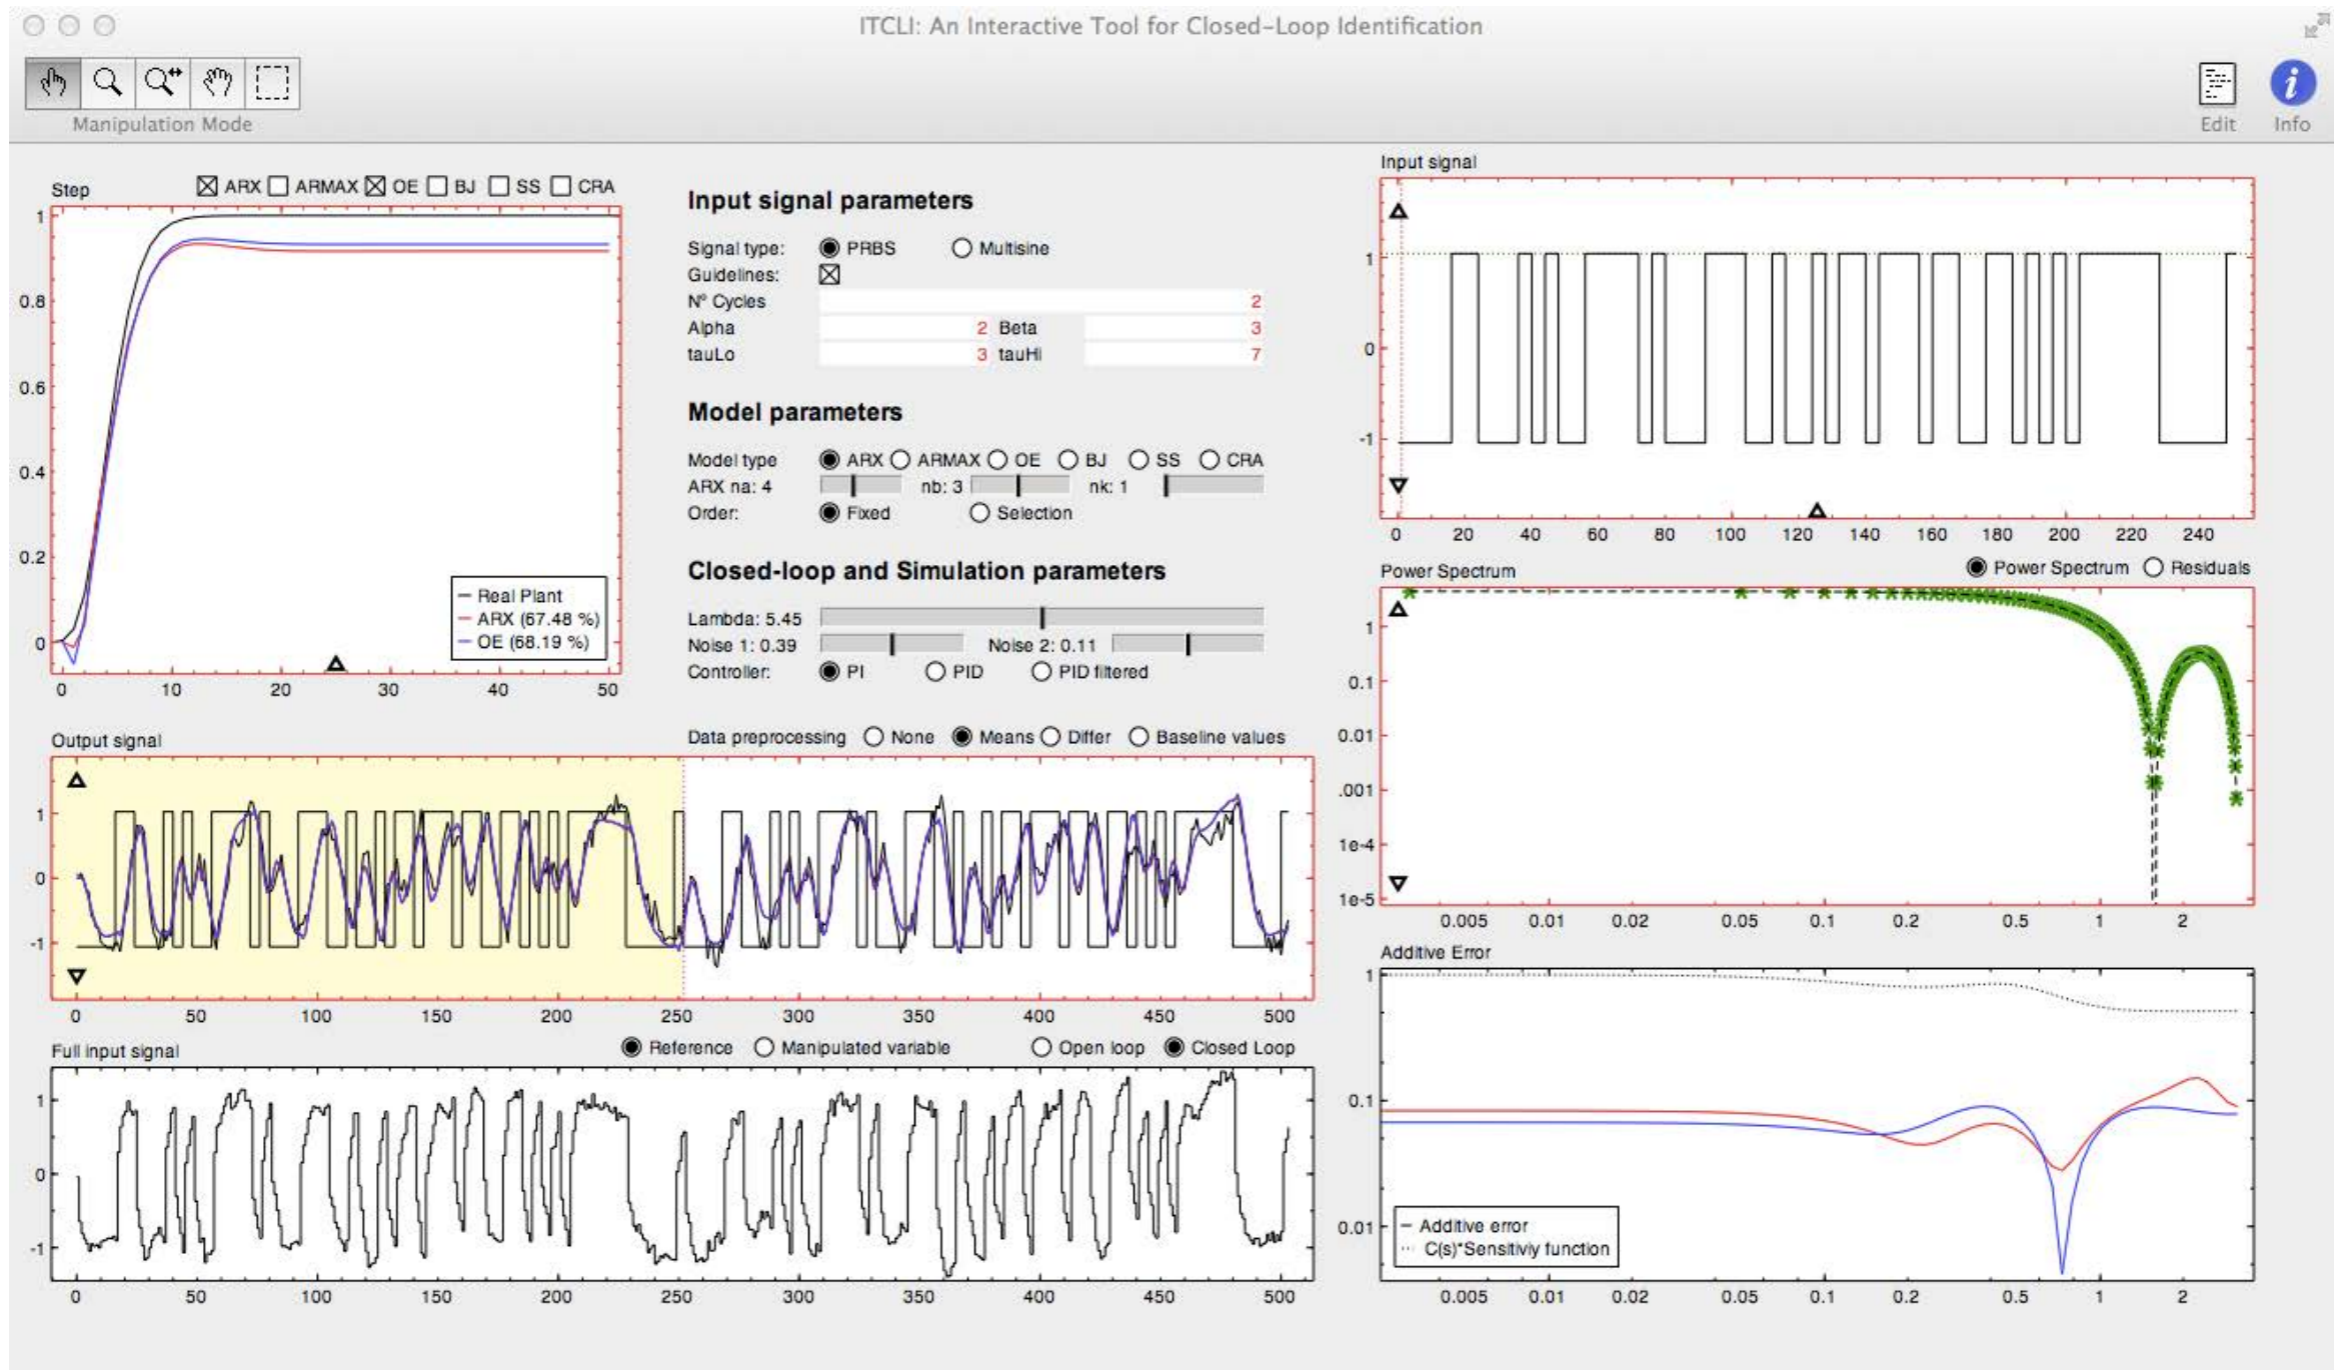 ITCLI: An Interactive Tool for Closed-Loop Identification
Manipulation Mode
Edit Info
Step ARX ARMAX OE BJ SS CRA
1
0.8
0.6
0.4
0.2
0
Real Plant
ARX (67.48 %)
OE (68.19 %)
0 10 20 30 40 50
Input signal parameters
Signal type: PRBS Multisine
Guidelines:
Nº Cycles 2
Alpha 2 Beta 3
tauLo 3 tauHi 7
Model parameters
Model type ARX ARMAX OE BJ SS CRA
ARX na: 4 nb: 3 nk: 1
Order: Fixed Selection
Closed-loop and Simulation parameters
Lambda: 5.45
Noise 1: 0.39 Noise 2: 0.11
Controller: PI PID PID filtered
Output signal Data preprocessing None Means Differ Baseline values
1
0
-1
0 50 100 150 200 250 300 350 400 450 500
Full input signal Reference Manipulated variable Open loop Closed Loop
1
0
-1
0 50 100 150 200 250 300 350 400 450 500
Input signal
1
0
-1
0 20 40 60 80 100 120 140 160 180 200 220 240
Power Spectrum Power Spectrum Residuals
1
0.1
0.01
.001
1e-4
1e-5
0.005 0.01 0.02 0.05 0.1 0.2 0.5 1 2
Additive Error
1
0.1
0.01
Additive error
C(s)*Sensitiviy function
0.005 0.01 0.02 0.05 0.1 0.2 0.5 1 2